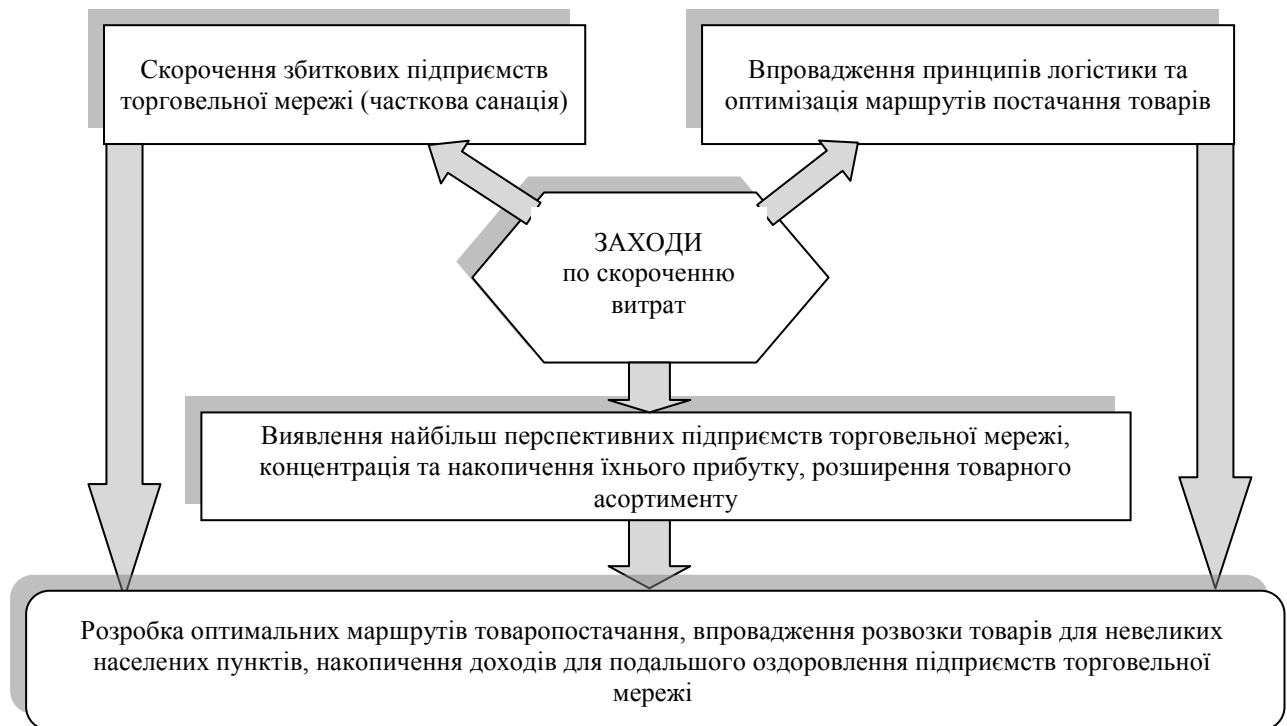 Скорочення збиткових підприємств
торговельної мережі (часткова санація)
Впровадження принципів логістики та
оптимізація маршрутів постачання товарів
ЗАХОДИ
по скороченню
витрат
Виявлення найбільш перспективних підприємств торговельної мережі,
концентрація та накопичення їхнього прибутку, розширення товарного
асортименту
Розробка оптимальних маршрутів товаропостачання, впровадження розвозки товарів для невеликих
населених пунктів, накопичення доходів для подальшого оздоровлення підприємств торговельної
мережі